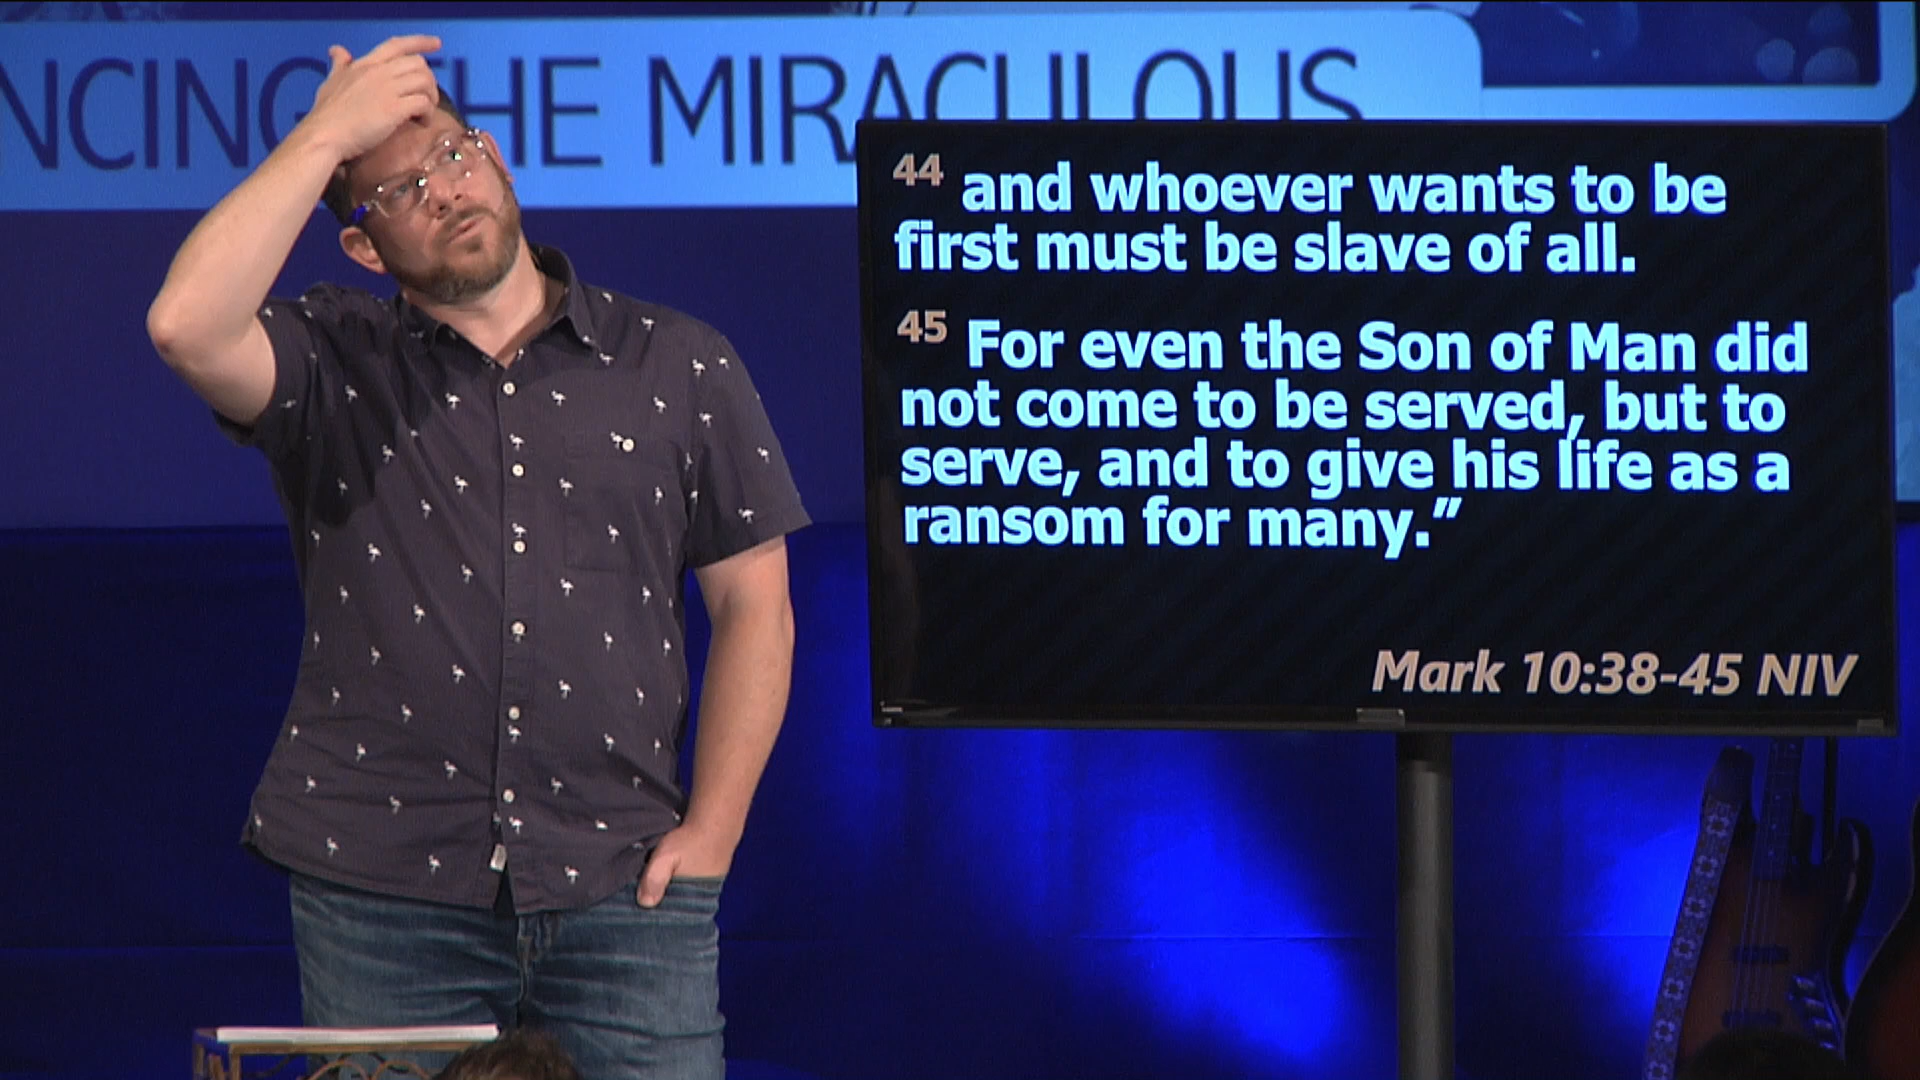 NCING THE MIRACULOUS
44 and whoever wants to be
first must be slave of all.
45 For even the Son of Man did
not come to be served, but to
serve, and to give his life as a
ransom for many.”
Mark 10:38-45 NIV